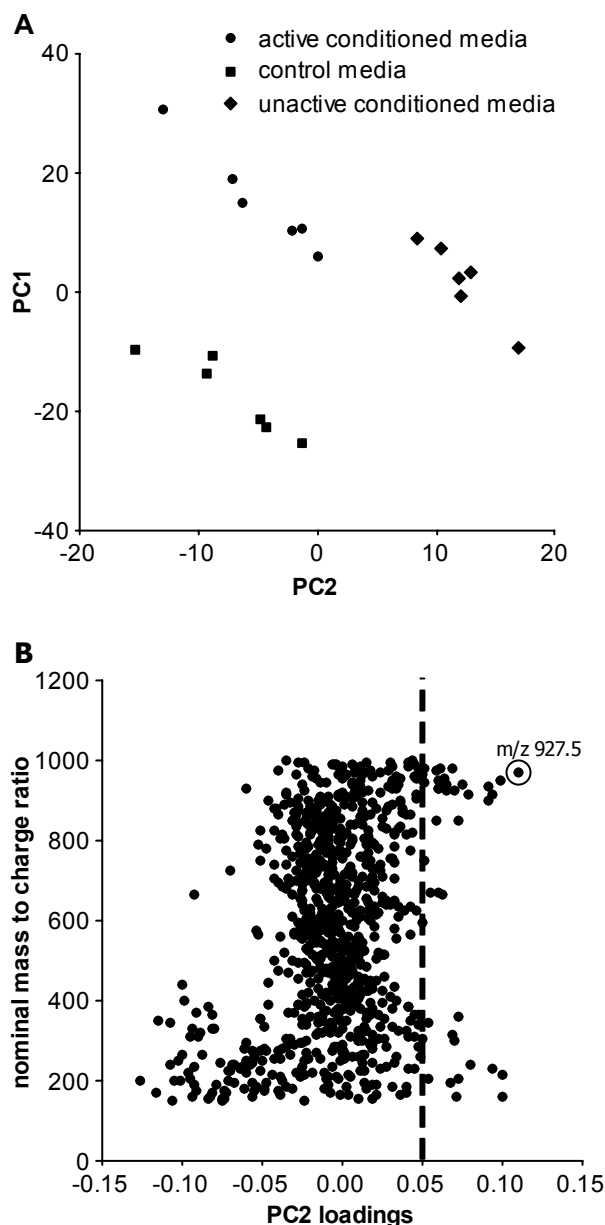 A
active conditioned media
control media
unactive conditioned media
40
20
0
-20
-40
PC1
-20
-10
0
10
20
PC2
B
1200
1000
800
600
400
200
0
nominal mass to charge ratio
m/z 927.5
-0.15
-0.10
-0.05
0.00
0.05
0.10
0.15
PC2 loadings